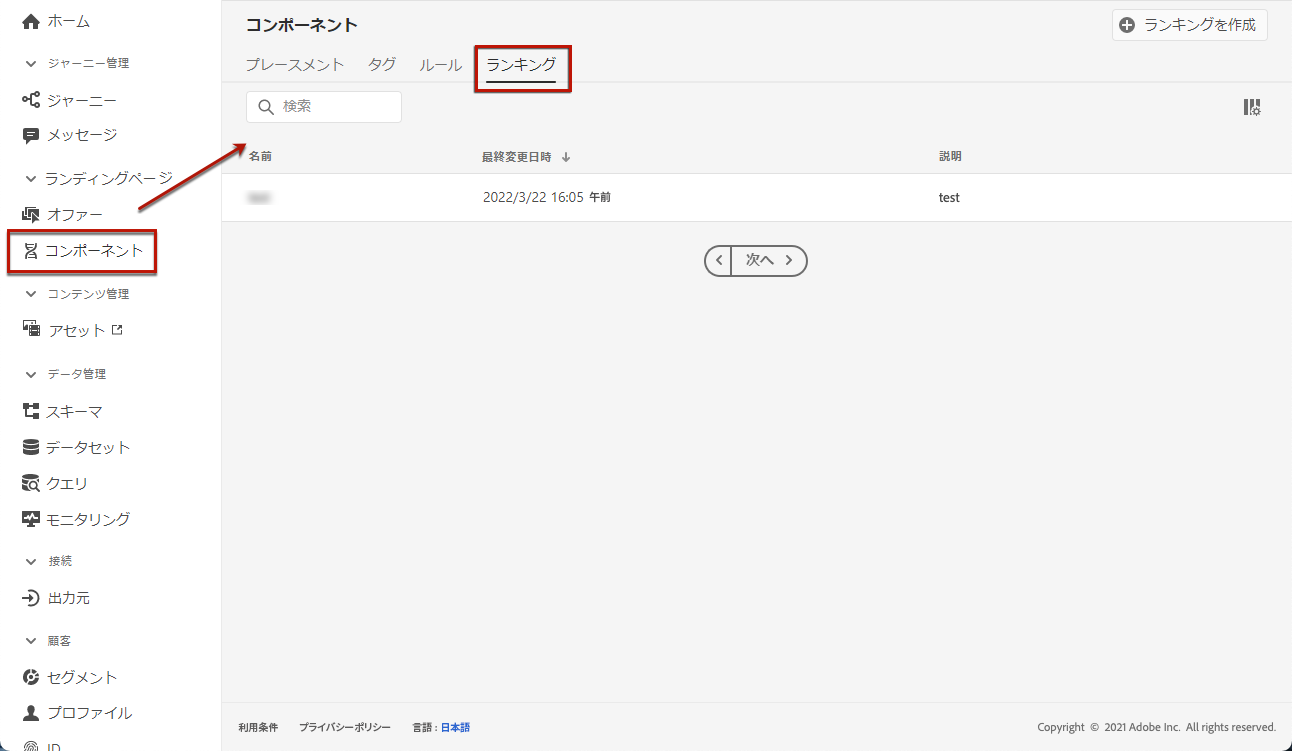 ホーム
ジャーニー管理
ジャーニー
メッセージ
ランディングページ
オファー
コンポーネント
コンテンツ管理
アセット
データ管理
スキーマ
データセット
クエリ
モニタリング
接続
出力元
顧客
セグメント
プロファイル
ID
コンポーネント
ランキングを作成
プレースメント タグ ルール ランキング
検索
名前 最終変更日時 説明
2022/3/22 16:05 午前 test
次へ
利用条件 プライバシーポリシー 言語 : 日本語
Copyright © 2021 Adobe Inc. All rights reserved.